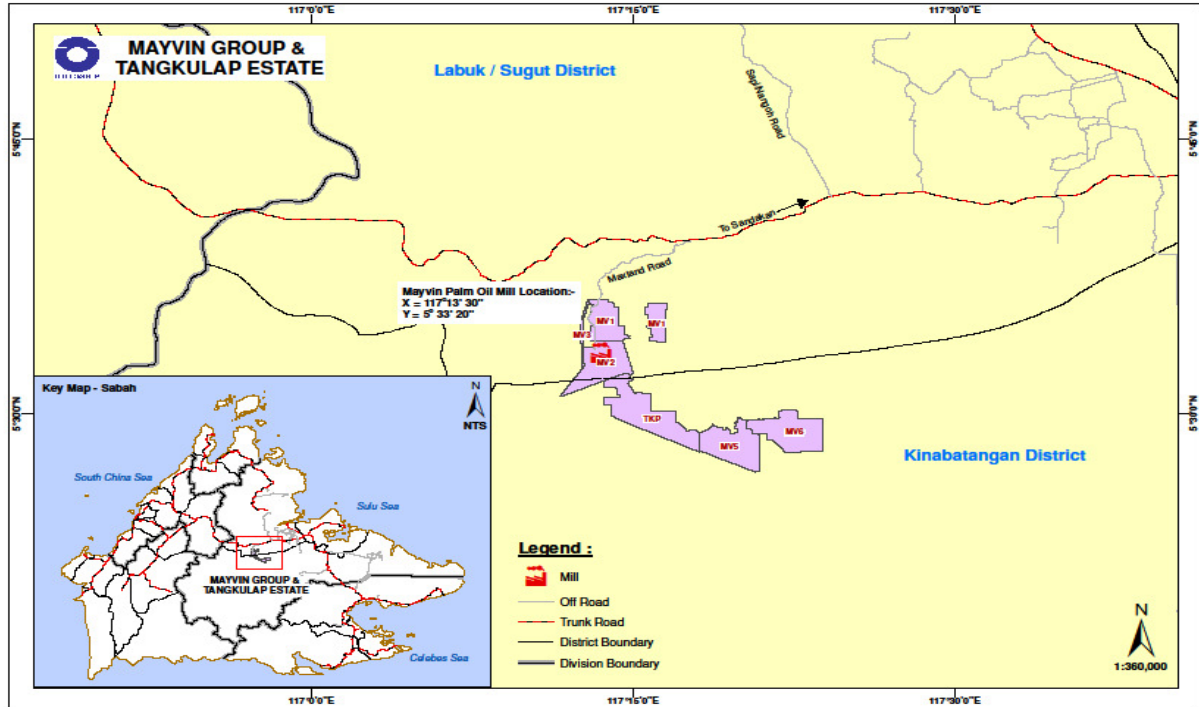 117°0'0"E
117°15'0"E
117°30'0"E
MAYVIN GROUP &
TANGKULAP ESTATE
Labuk / Sugut District
Sapi Nangoh Road
5°45'0"N
5°45'0"N
To Sandakan
Maxland Road
Mayvin Palm Oil Mill Location:-
X = 117°13' 30"
Y = 5° 33' 20"
MV1
MV1
MV3
MV2
5°30'0"N
5°30'0"N
TKP
MV5
MV6
Kinabatangan District
Key Map - Sabah
N
NTS
South China Sea
Sulu Sea
MAYVIN GROUP &
TANGKULAP ESTATE
Celebes Sea
Legend :
Mill
Off Road
Trunk Road
District Boundary
Division Boundary
N
1:360,000
117°0'0"E
117°15'0"E
117°30'0"E